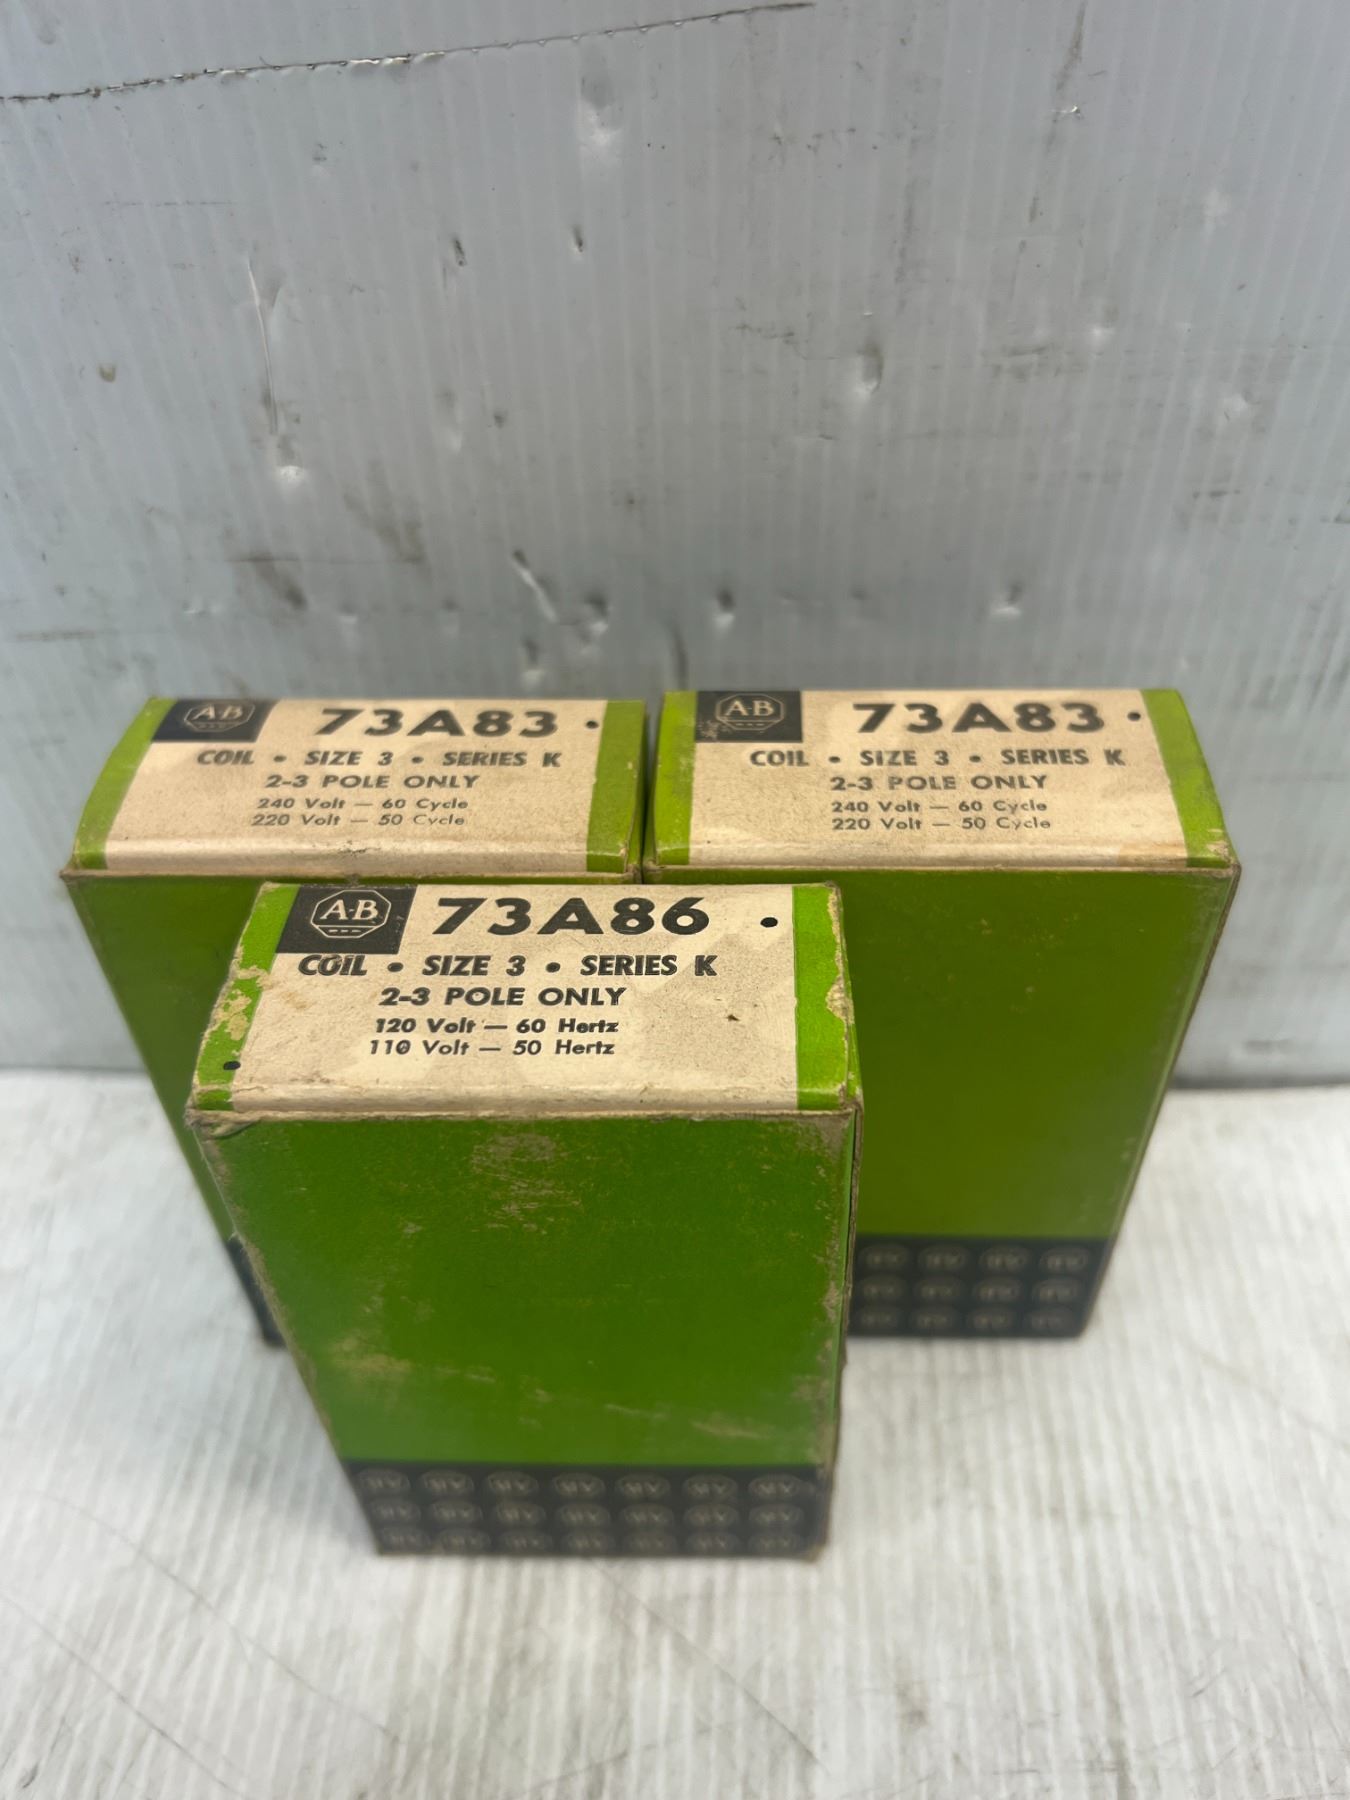 A-B 73A83
COIL • SIZE 3 • SERIES K
2-3 POLE ONLY
240 Volt — 60 Cycle
220 Volt — 50 Cycle
A-B 73A83
COIL • SIZE 3 • SERIES K
2-3 POLE ONLY
240 Volt — 60 Cycle
220 Volt — 50 Cycle
A-B 73A86
COIL • SIZE 3 • SERIES K
2-3 POLE ONLY
120 Volt — 60 Hertz
110 Volt — 50 Hertz